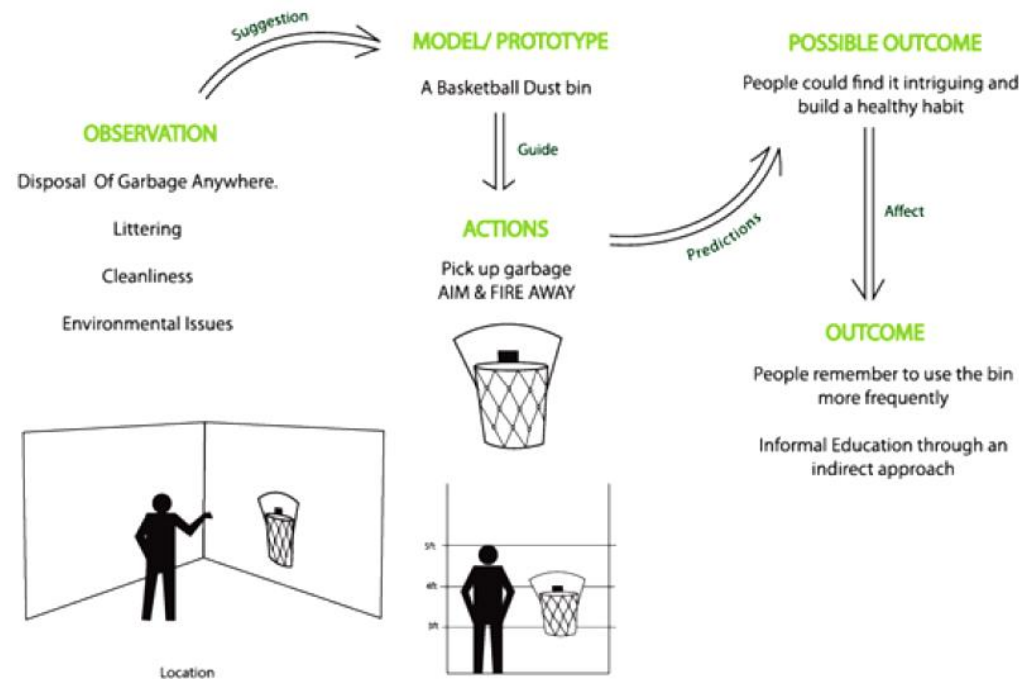 Suggestion
OBSERVATION
Disposal Of Garbage Anywhere.
Littering
Cleanliness
Environmental Issues
MODEL/ PROTOTYPE
A Basketball Dust bin
Guide
ACTIONS
Pick up garbage
AIM & FIRE AWAY
Predictions
POSSIBLE OUTCOME
People could find it intriguing and
build a healthy habit
Affect
OUTCOME
People remember to use the bin
more frequently
Informal Education through an
indirect approach
Location
5ft
4ft
3ft